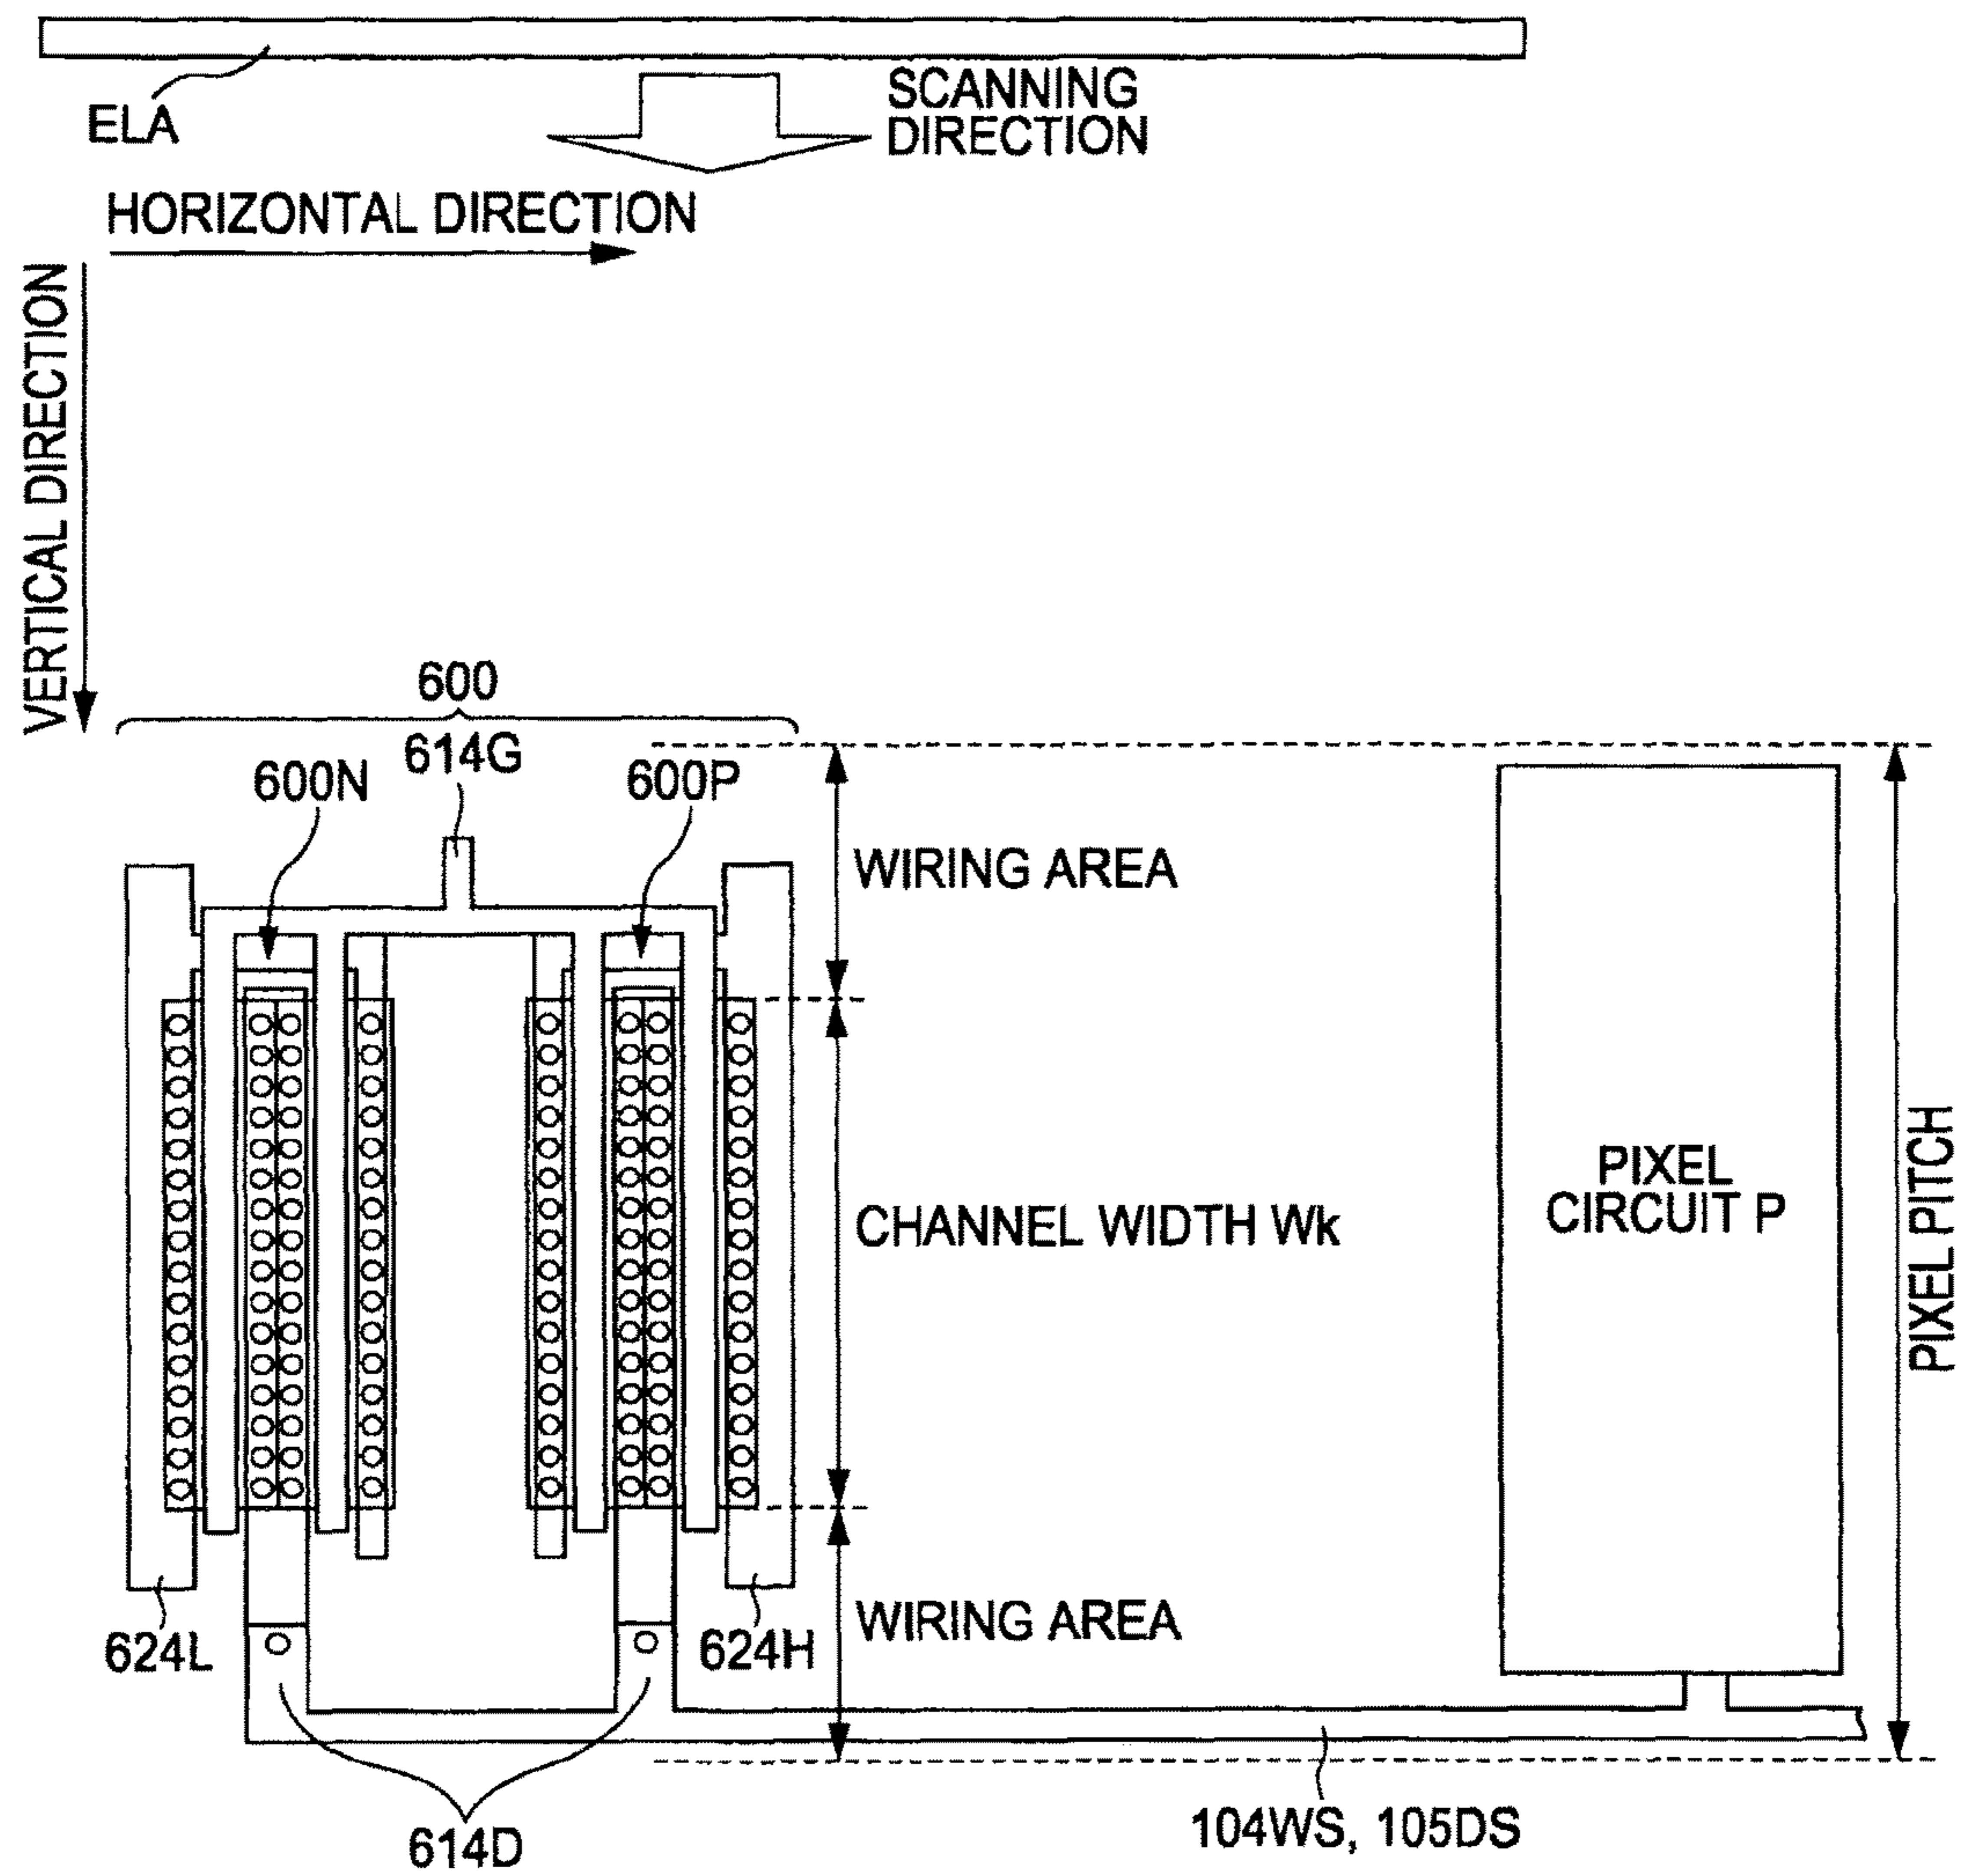 SCANNING
DIRECTION
ELA
HORIZONTAL DIRECTION
VERTICAL DIRECTION
600
614G
600N
600P
WIRING AREA
PIXEL
CIRCUIT P
CHANNEL WIDTH Wk
PIXEL PITCH
WIRING AREA
624L
624H
614D
104WS, 105DS